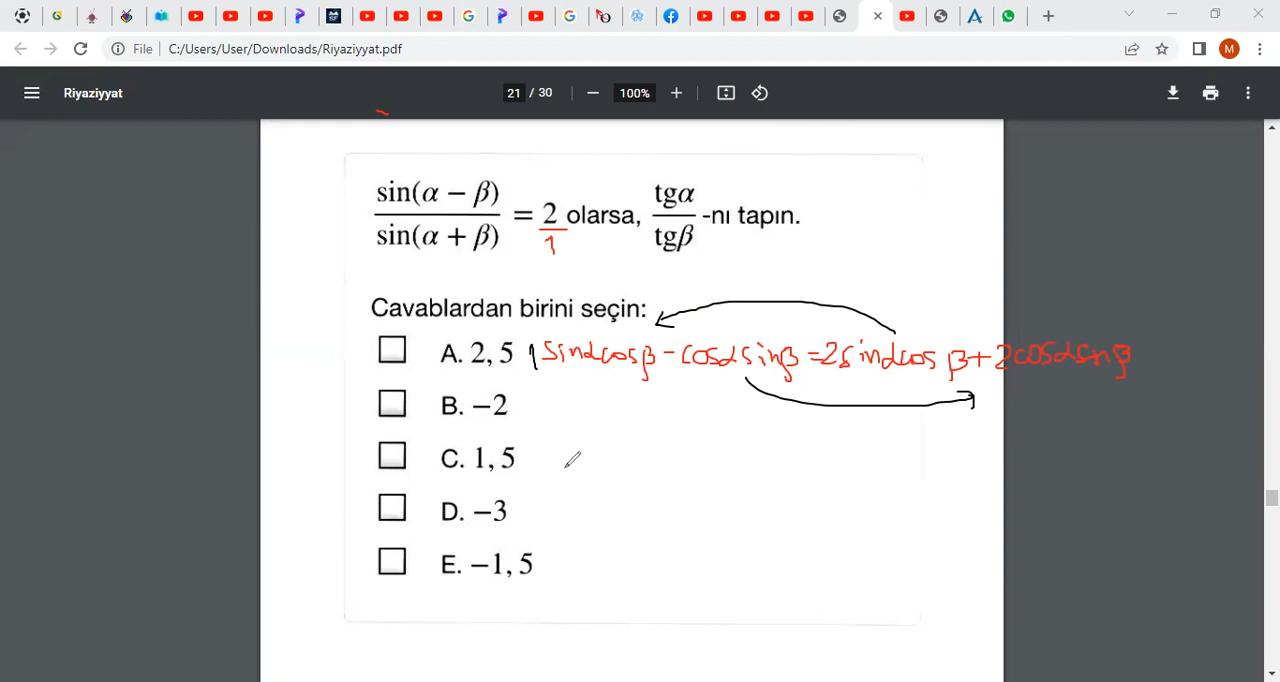 File C:/Users/User/Downloads/Riyaziyyat.pdf M
Riyaziyyat 21 / 30 100%
sin(α − β)/sin(α + β) = 2/1 olarsa, tgα/tgβ -nı tapın.
Cavablardan birini seçin:
A. 2, 5 1 sinαcosβ - cosαsinβ = 2sinαcosβ + 2cosαsinβ
B. −2
C. 1, 5
D. −3
E. −1, 5